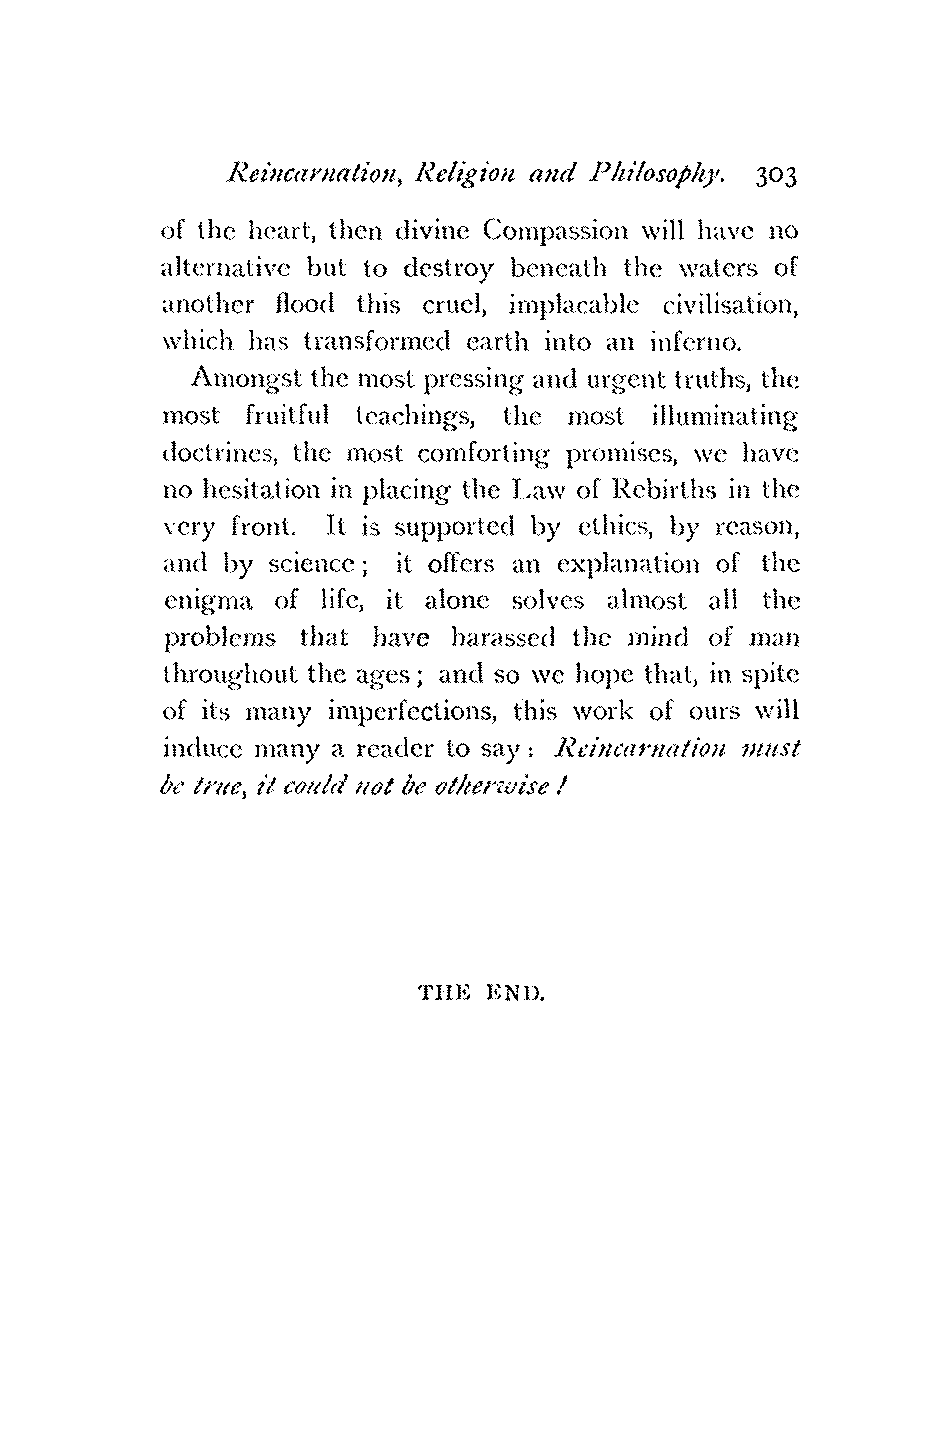 Reincarnation, Religion and Philosophy. 303
of the heart, then divine Compassion will have no
alternative but to destroy beneath the waters of
another flood this cruel, implacable civilisation,
which has transformed earth into an inferno.
Amongst the most pressing and urgent truths, the
most fruitful teachings, the most illuminating
doctrines, the most comforting promises, we have
no hesitation in placing the Law of Rebirths in the
very front. It is supported by ethics, by reason,
and by science; it offers an explanation of the
enigma of life, it alone solves almost all the
problems that have harassed the mind of man
throughout the ages; and so we hope that, in spite
of its many imperfections, this work of ours will
induce many a reader to say: Reincarnation must
be true, it could not be otherwise!
THE END.